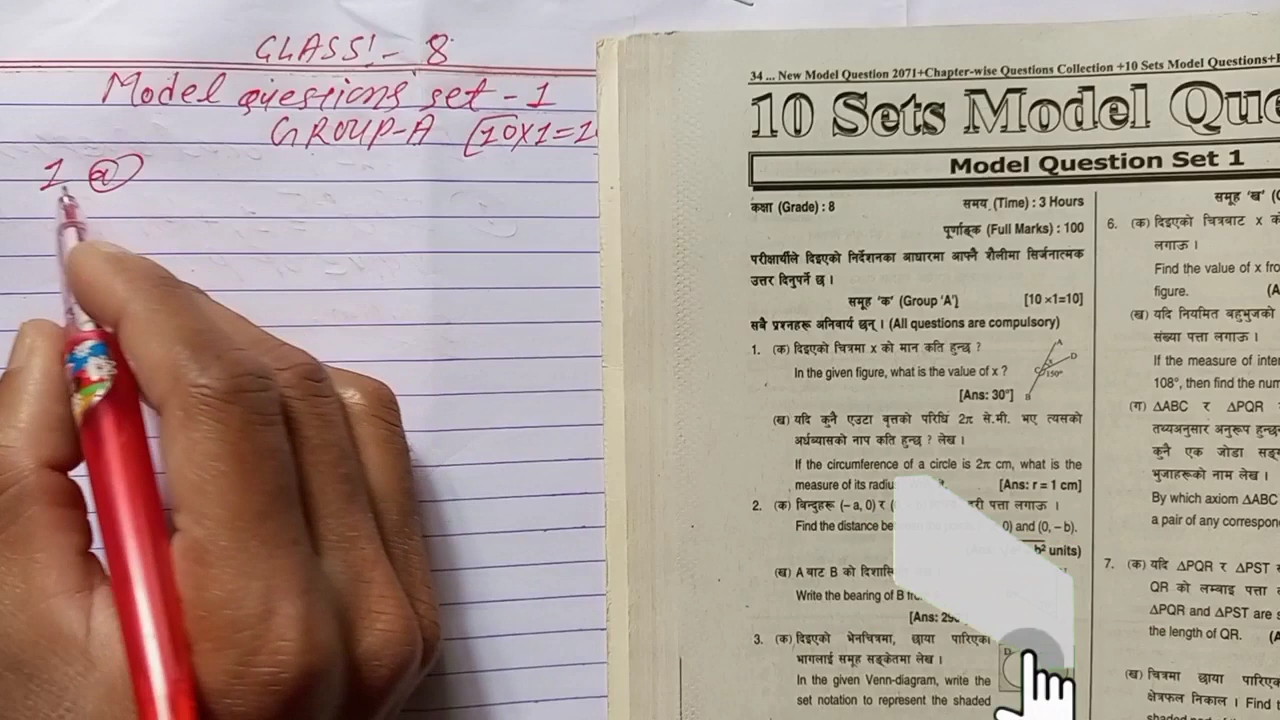 CLASS:- 8
Model questions set - 1
GROUP-A [10×1=1
1 @
34 ... New Model Question 2071+Chapter-wise Questions Collection +10 Sets Model Questions+
10 Sets Model Que
Model Question Set 1
कक्षा (Grade) : 8 समय (Time) : 3 Hours
पूर्णाङ्क (Full Marks) : 100
परीक्षार्थीले दिइएको निर्देशनका आधारमा आफ्नै शैलीमा सिर्जनात्मक
उत्तर दिनुपर्ने छ ।
समूह 'क' (Group 'A') [10 ×1=10]
सबै प्रश्नहरू अनिवार्य छन् । (All questions are compulsory)
1. (क) दिइएको चित्रमा x को मान कति हुन्छ ?
In the given figure, what is the value of x ?
A
D
C
150°
B
[Ans: 30°]
(ख) यदि कुनै एउटा वृत्तको परिधि 2π से.मी. भए त्यसको
अर्धव्यासको नाप कति हुन्छ ? लेख ।
If the circumference of a circle is 2π cm, what is the
measure of its [Ans: r = 1 cm]
2. (क) बिन्दुहरू (– a, 0) र पत्ता लगाऊ ।
Find the distance 0) and (0, – b).
units)
(ख) A बाट B को
Write the bearing of B
[Ans:
3. (क) दिइएको भेनचित्रमा, छाया पारिएको
भागलाई समूह सङ्केतमा लेख ।
In the given Venn-diagram, write the
set notation to represent the shaded
समूह 'ख'
6. (क) दिइएको चित्रबाट x
लगाऊ ।
Find the value of x
figure.
(ख) यदि नियमित बहुभुजको
संख्या पत्ता लगाऊ ।
If the measure of
108°, then find the
(ग) ΔABC र ΔPQR
तथ्यअनुसार अनुरूप
कुनै एक जोडा
भुजाहरूको नाम लेख ।
By which axiom ΔABC
a pair of any
7. (क) यदि ΔPQR र ΔPST
QR को लम्बाइ पत्ता
ΔPQR and ΔPST are
the length of QR.
(ख) चित्रमा छाया
क्षेत्रफल निकाल । Find
shaded